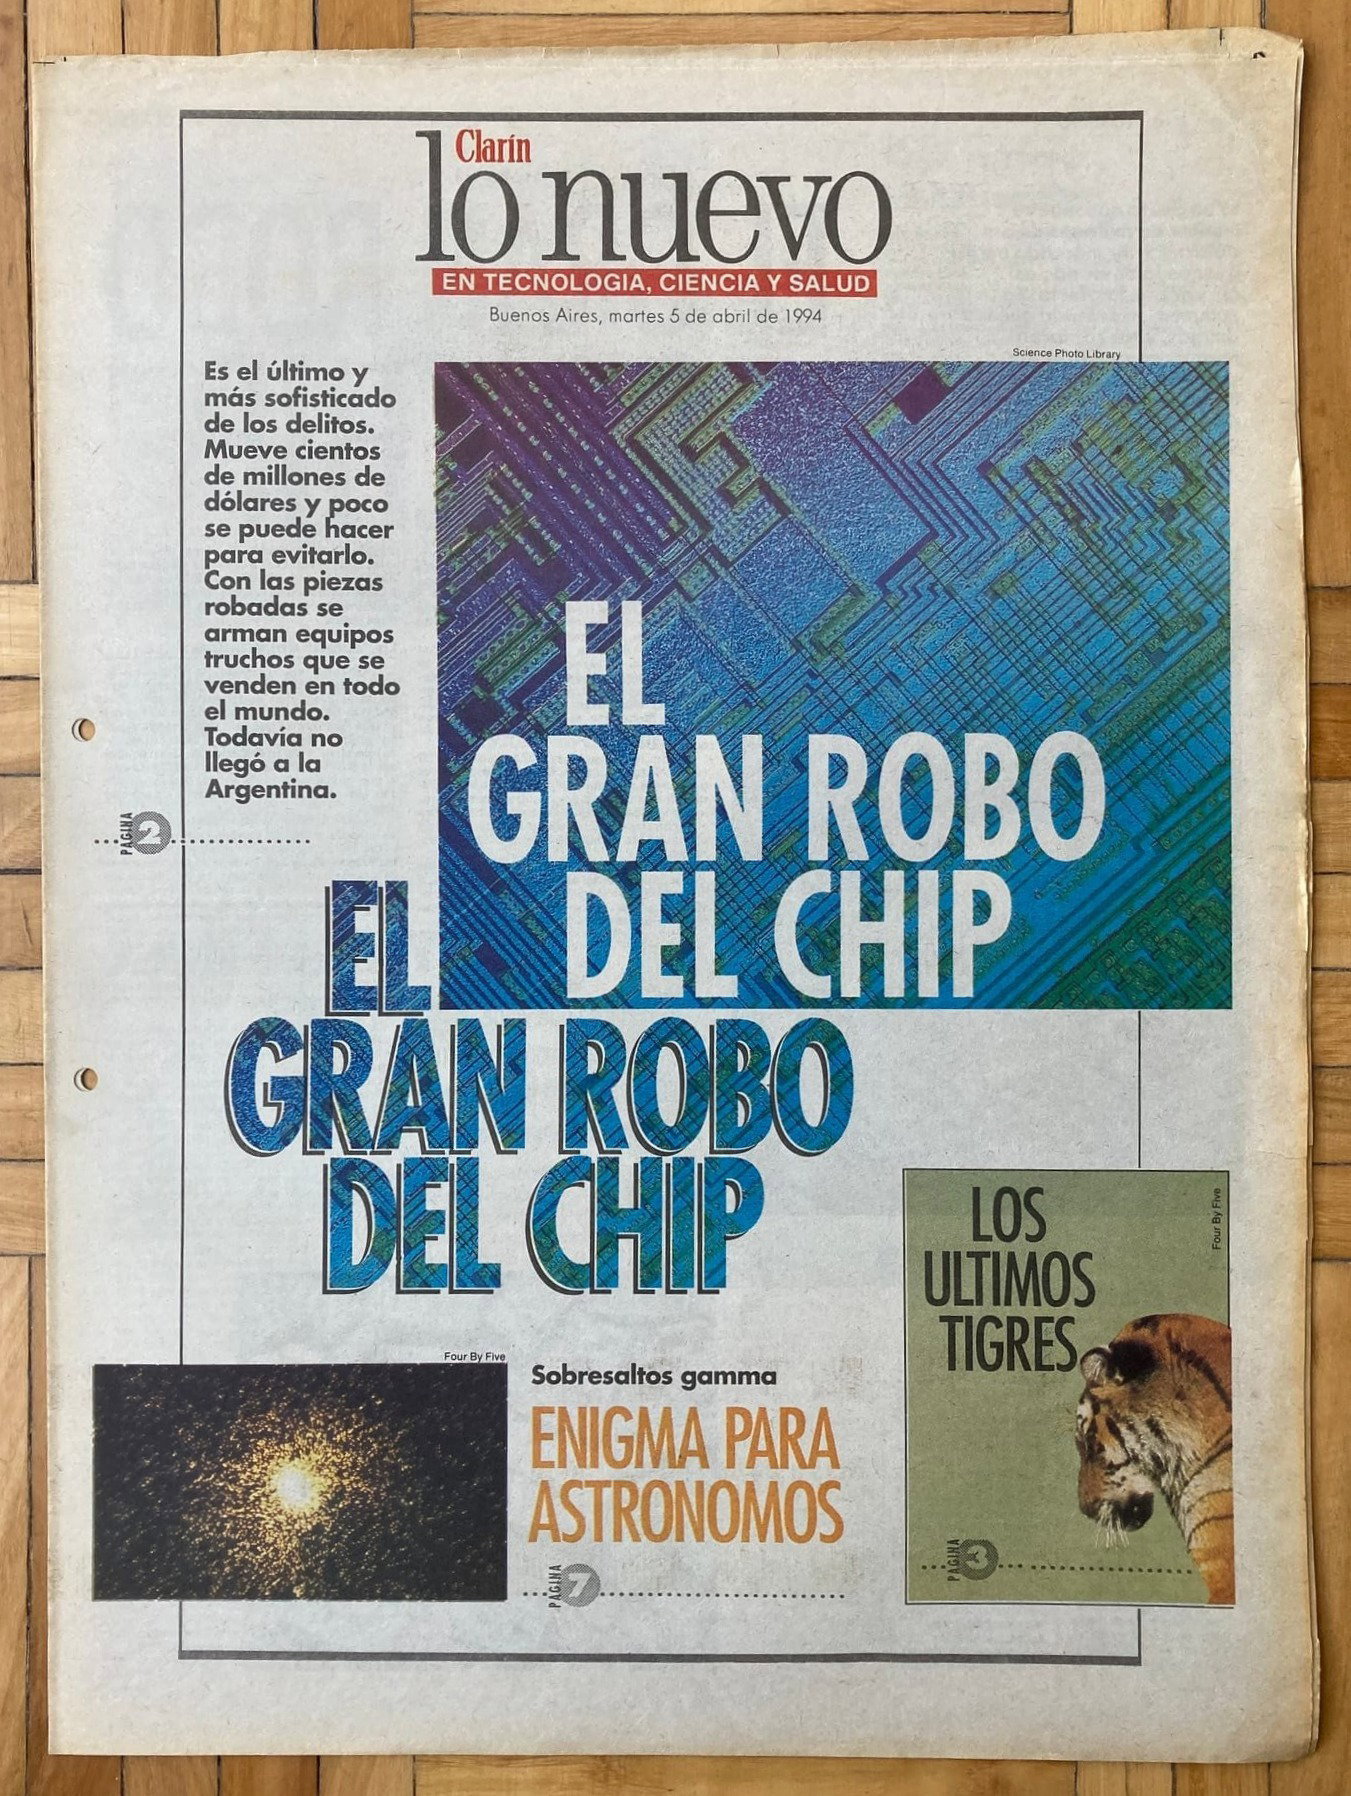 Clarín
lo nuevo
EN TECNOLOGIA, CIENCIA Y SALUD
Buenos Aires, martes 5 de abril de 1994
Science Photo Library
Es el último y
más sofisticado
de los delitos.
Mueve cientos
de millones de
dólares y poco
se puede hacer
para evitarlo.
Con las piezas
robadas se
arman equipos
truchos que se
venden en todo
el mundo.
Todavía no
llegó a la
Argentina.
PAGINA 2
EL
GRAN ROBO
DEL CHIP
EL
GRAN ROBO
DEL CHIP
Four By Five
Sobresaltos gamma
ENIGMA PARA
ASTRONOMOS
PAGINA 7
LOS
ULTIMOS
TIGRES
Four By Five
PAGINA 3